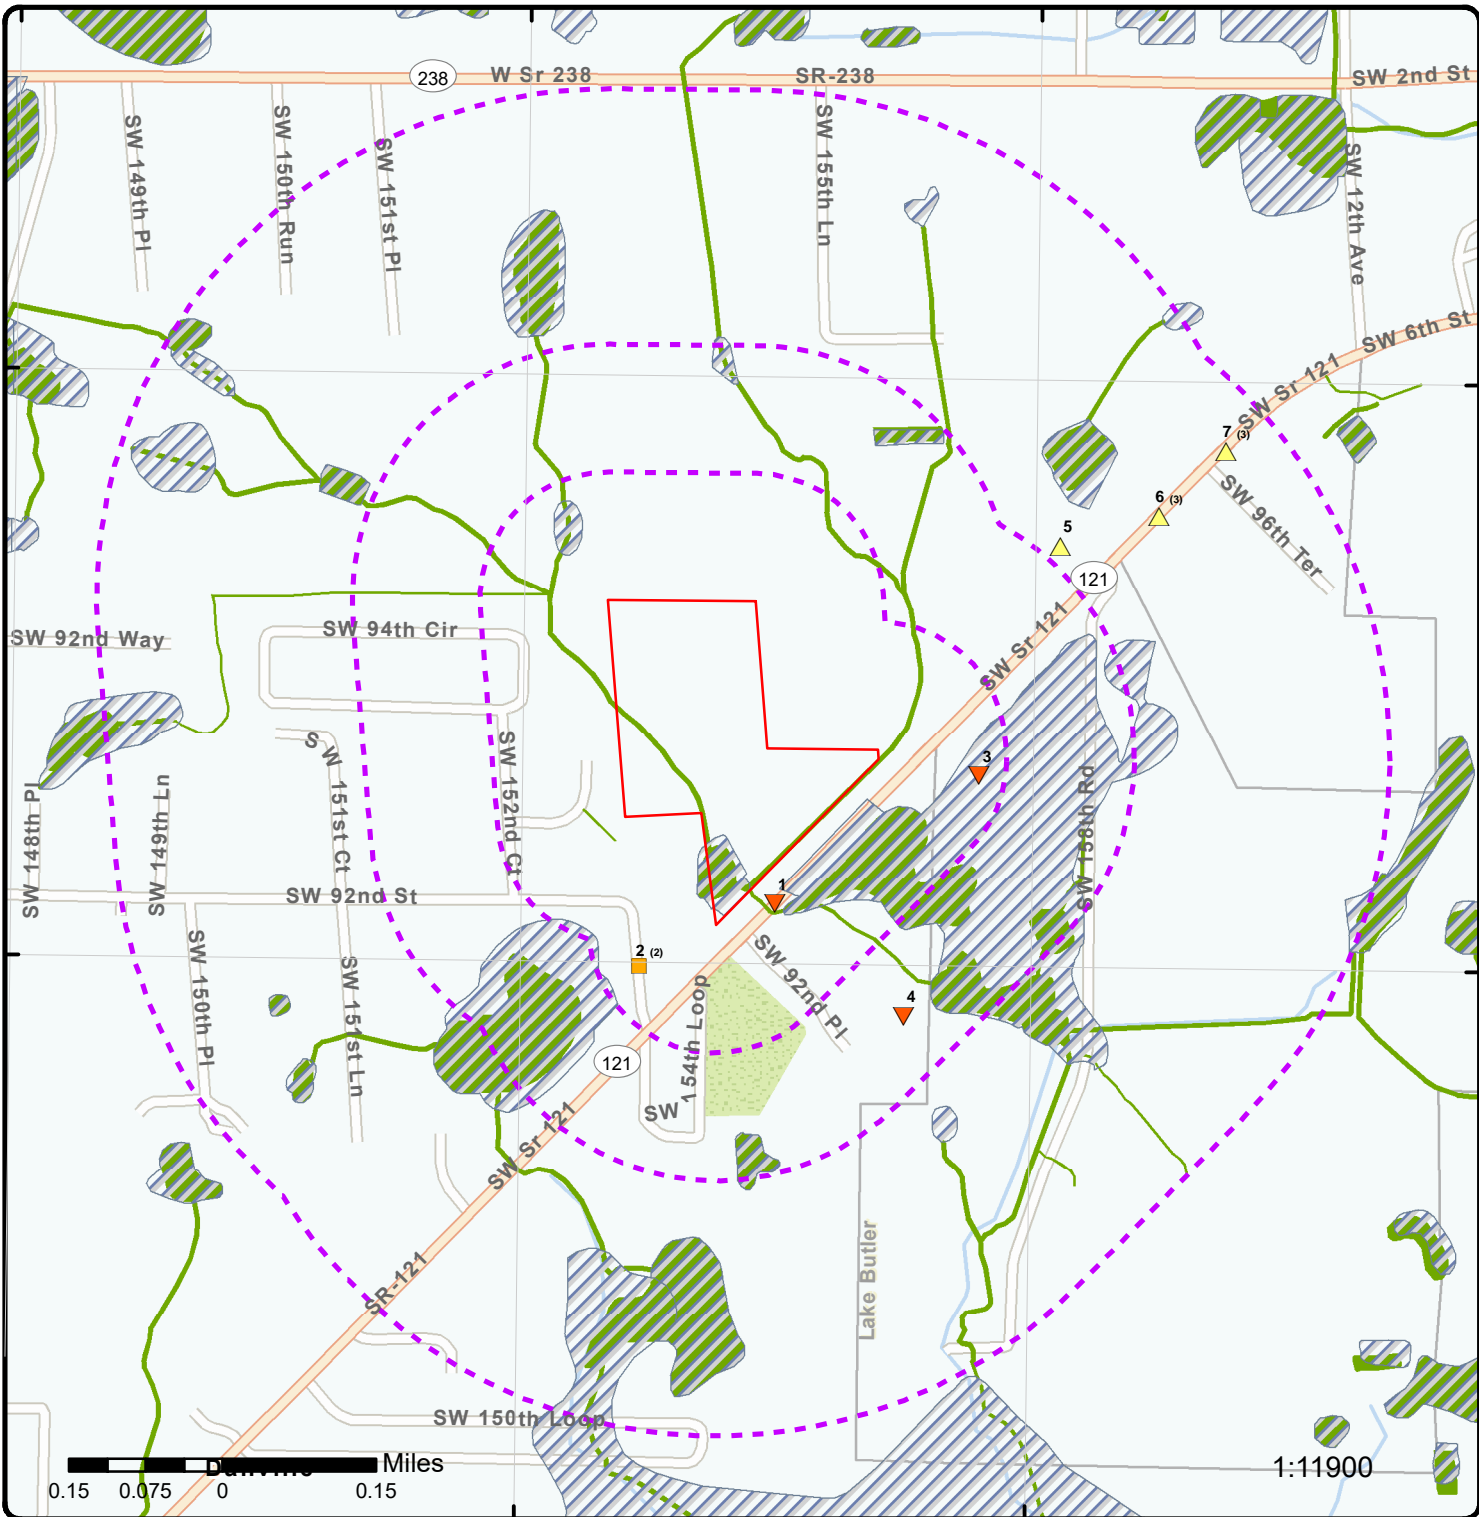 238
W Sr 238
SR-238
SW 2nd St
SW 149th Pl
SW 150th Run
SW 151st Pl
SW 155th Ln
SW 12th Ave
SW 6th St
SW Sr 121
7 (3)
6 (3)
SW 96th Ter
5
121
SW 92nd Way
SW 94th Cir
SW Sr 121
S W 151st Ct
SW 152nd Ct
3
SW 158th Rd
SW 148th Pl
SW 149th Ln
SW 92nd St
1
2 (2)
SW 150th Pl
SW 151st Ln
SW 92nd Pl
4
SW 154th Loop
121
SW Sr 121
Lake Butler
SR-121
SW 150th Loop
Miles
0.15 0.075 0 0.15
1:11900